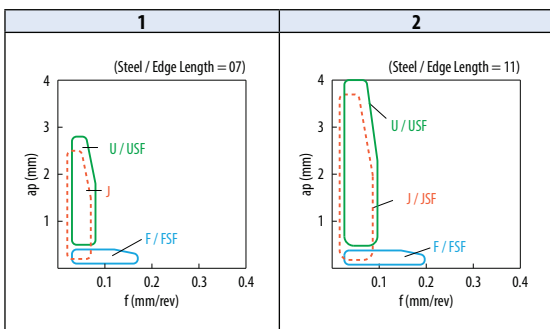 1
2
(Steel / Edge Length = 07)
4
3
2
1
ap (mm)
U / USF
J
F / FSF
0.1
0.2
0.3
0.4
f (mm/rev)
(Steel / Edge Length = 11)
4
3
2
1
ap (mm)
U / USF
J / JSF
F / FSF
0.1
0.2
0.3
0.4
f (mm/rev)